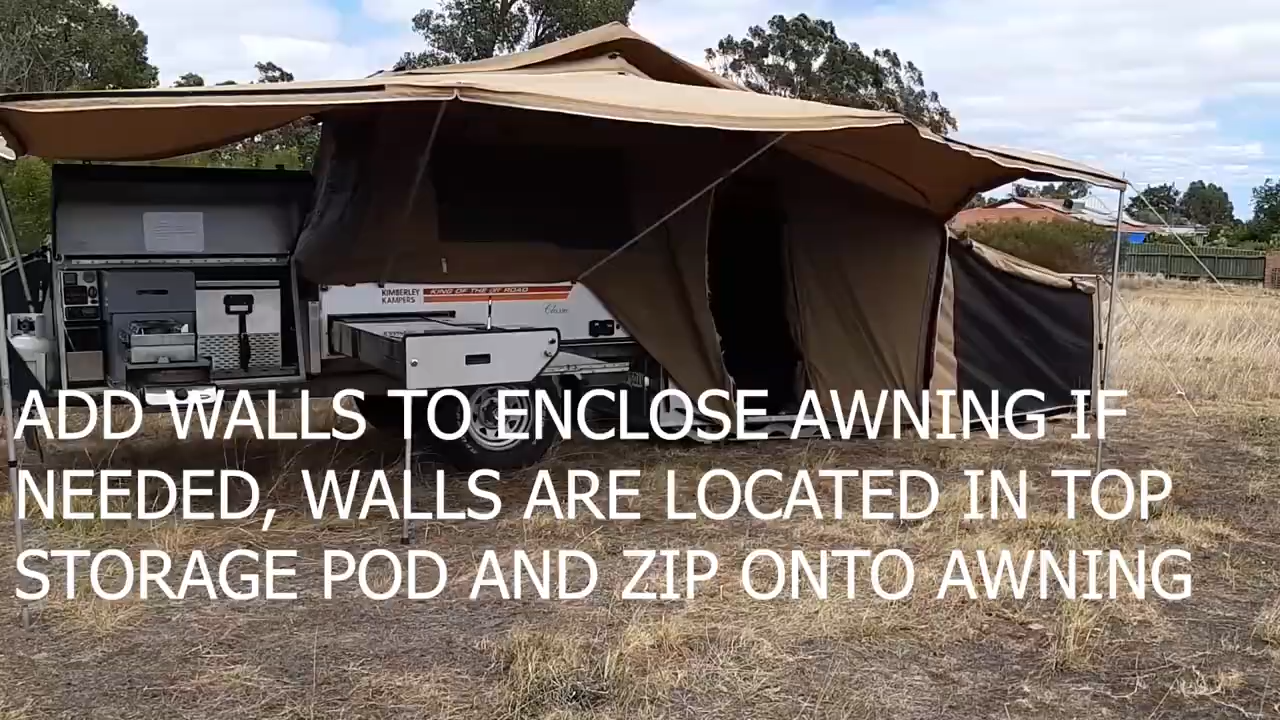 KIMBERLEY
KAMPERS
KING OF THE OFF ROAD
Classic
ADD WALLS TO ENCLOSE AWNING IF
NEEDED, WALLS ARE LOCATED IN TOP
STORAGE POD AND ZIP ONTO AWNING